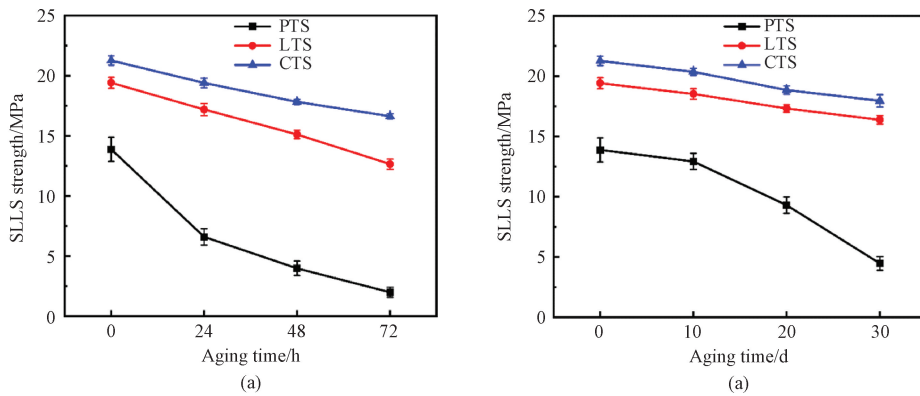 25
20
15
10
5
0
SLLS strength/MPa
PTS
LTS
CTS
0 24 48 72
Aging time/h
(a)
25
20
15
10
5
0
SLLS strength/MPa
PTS
LTS
CTS
0 10 20 30
Aging time/d
(a)